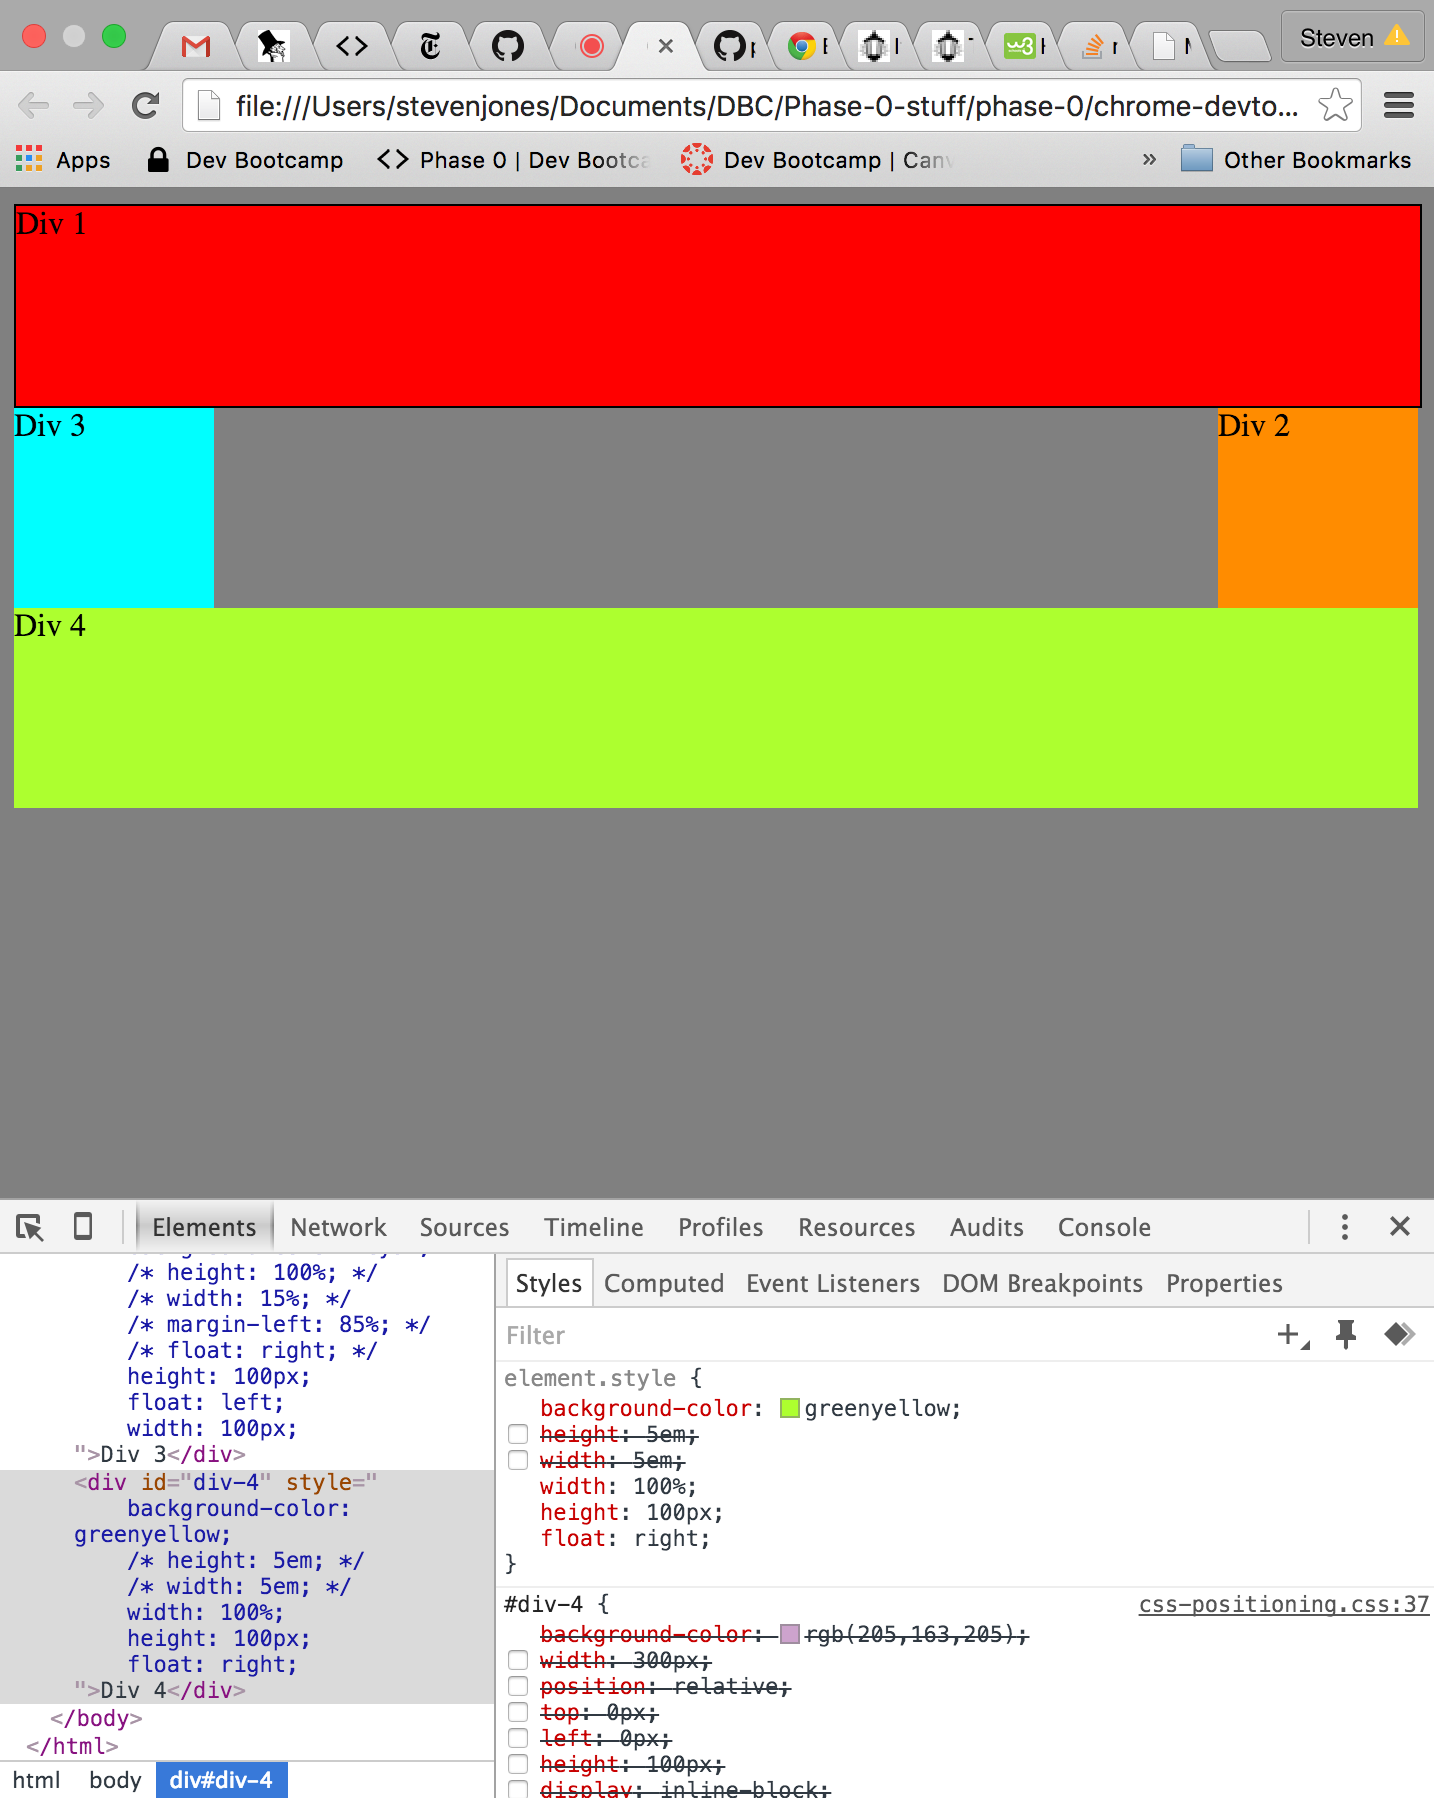 Steven
file:///Users/stevenjones/Documents/DBC/Phase-0-stuff/phase-0/chrome-devto...
Apps Dev Bootcamp <> Phase 0 | Dev Bootca Dev Bootcamp | Canv » Other Bookmarks
Div 1
Div 3 Div 2
Div 4
Elements Network Sources Timeline Profiles Resources Audits Console
/* height: 100%; */
/* width: 15%; */
/* margin-left: 85%; */
/* float: right; */
height: 100px;
float: left;
width: 100px;
">Div 3</div>
<div id="div-4" style="
background-color:
greenyellow;
/* height: 5em; */
/* width: 5em; */
width: 100%;
height: 100px;
float: right;
">Div 4</div>
</body>
</html>
html body div#div-4
Styles Computed Event Listeners DOM Breakpoints Properties
Filter
element.style {
background-color: greenyellow;
height: 5em;
width: 5em;
width: 100%;
height: 100px;
float: right;
}
#div-4 { css-positioning.css:37
background-color: rgb(205,163,205);
width: 300px;
position: relative;
top: 0px;
left: 0px;
height: 100px;
display: inline-block;